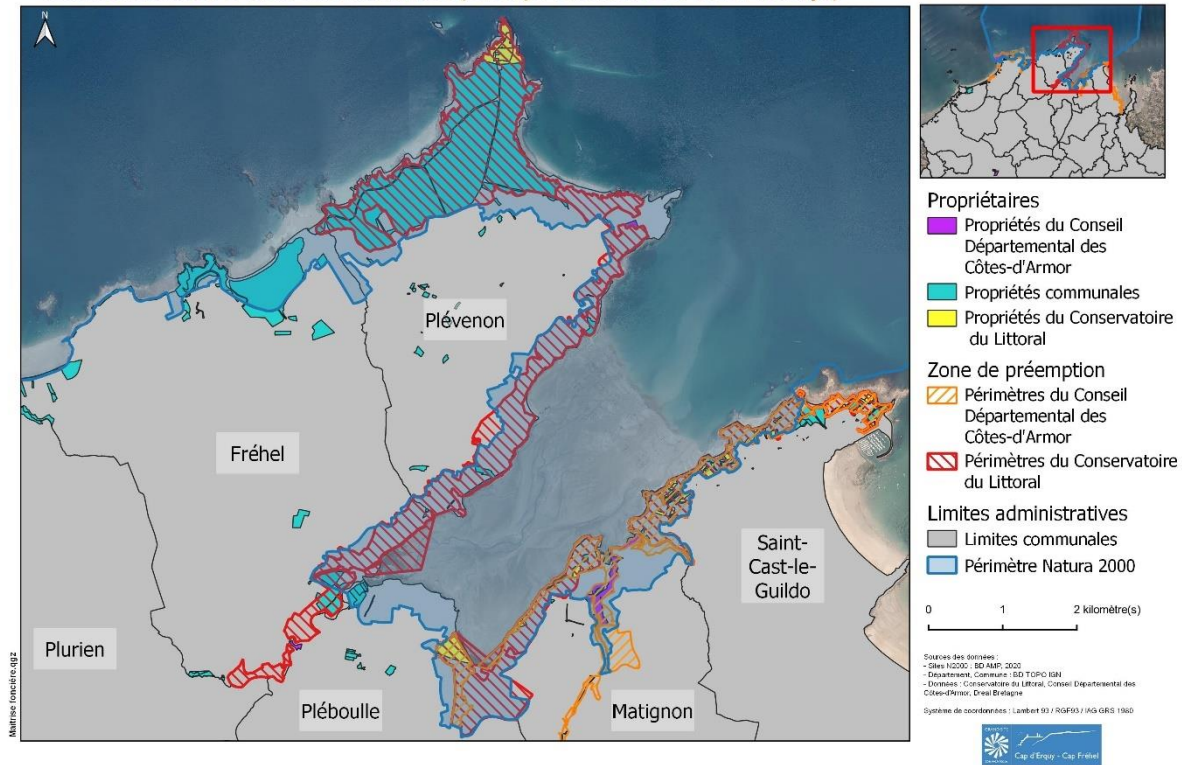 N
Plévenon
Fréhel
Saint-
Cast-le-
Guildo
Plurien
Pléboulle
Matignon
Maitrise foncière.qgz
Propriétaires
Propriétés du Conseil
Départemental des
Côtes-d'Armor
Propriétés communales
Propriétés du Conservatoire
du Littoral
Zone de préemption
Périmètres du Conseil
Départemental des
Côtes-d'Armor
Périmètres du Conservatoire
du Littoral
Limites administratives
Limites communales
Périmètre Natura 2000
0 1 2 kilomètre(s)
Sources des données :
- Sites N2000 : BD AMP, 2020
- Département, Commune : BD TOPO IGN
- Données : Conservatoire du Littoral, Conseil Départemental des
Côtes-d'Armor, Dreal Bretagne
Système de coordonnées : Lambert 93 / RGF93 / IAG GRS 1980
Cap d'Erquy - Cap Fréhel